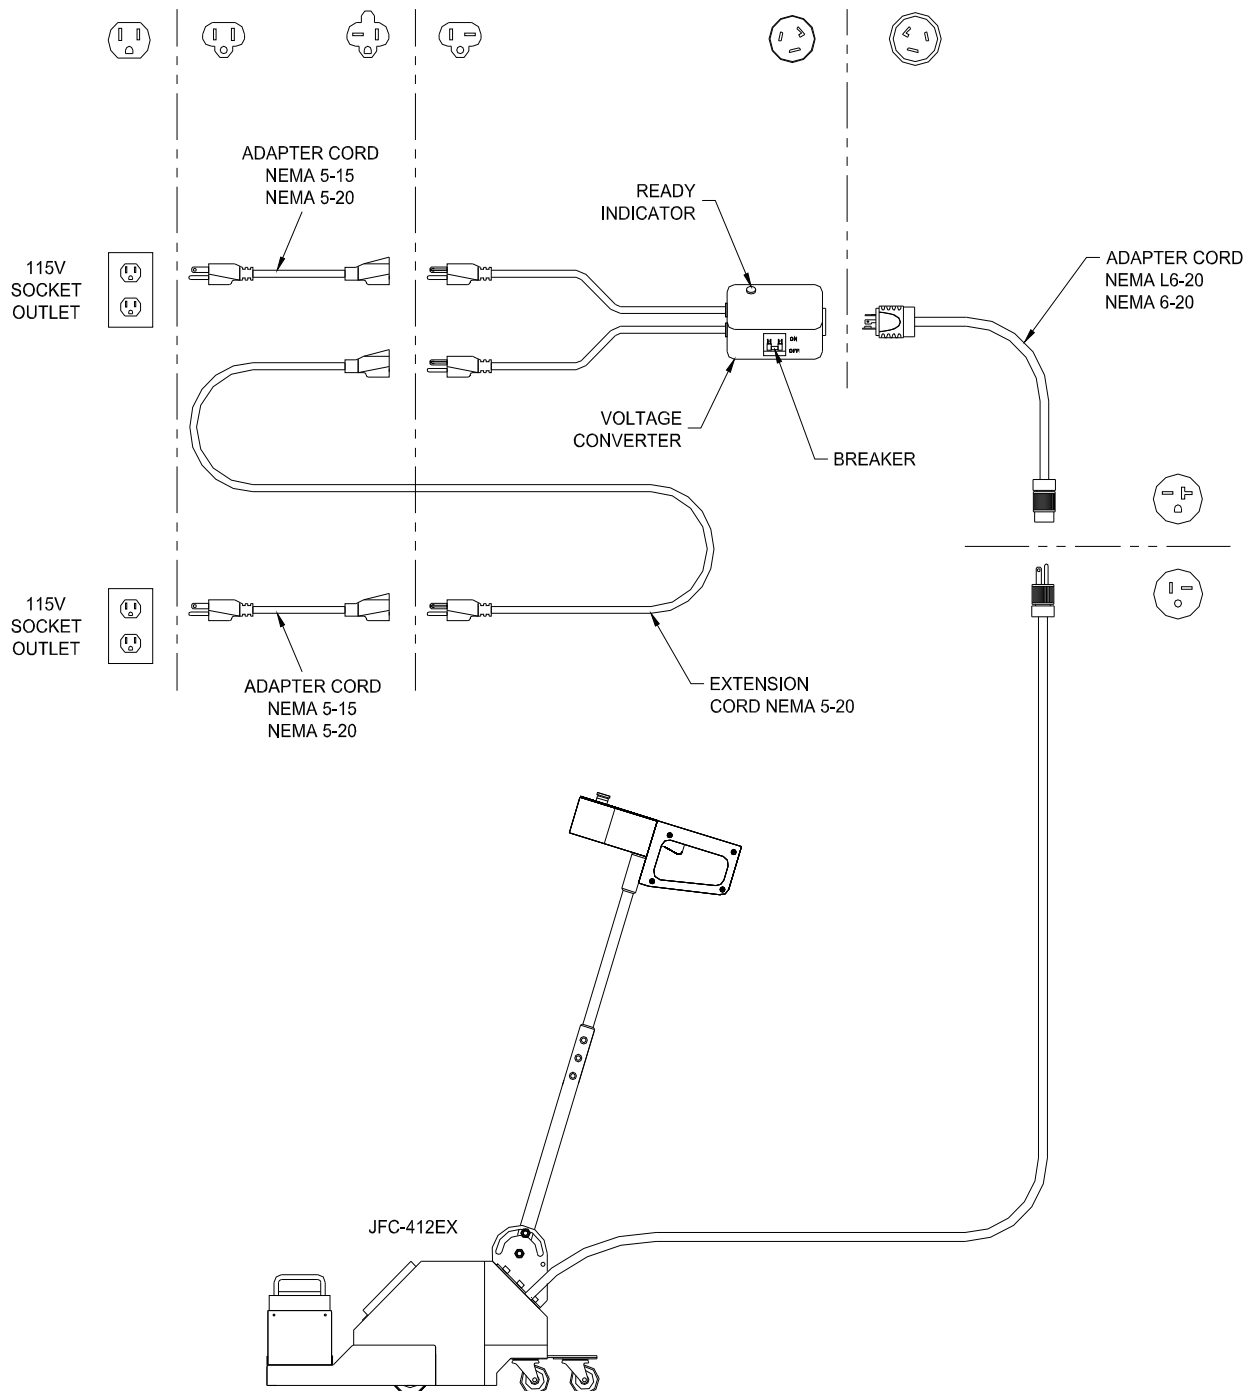 ADAPTER CORD
NEMA 5-15
NEMA 5-20
READY
INDICATOR
115V
SOCKET
OUTLET
ADAPTER CORD
NEMA L6-20
NEMA 6-20
ON
OFF
VOLTAGE
CONVERTER
BREAKER
115V
SOCKET
OUTLET
ADAPTER CORD
NEMA 5-15
NEMA 5-20
EXTENSION
CORD NEMA 5-20
JFC-412EX